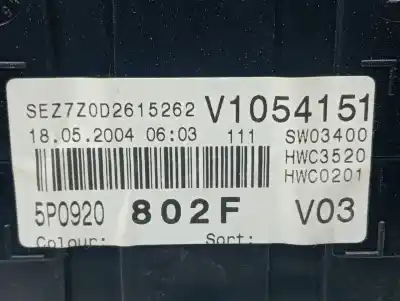 SEZ7Z0D2615262 V1054151
18.05.2004 06:03 111 SW03400
HWC3520
HWC0201
5P0920 802F V03
Colour: Sort: